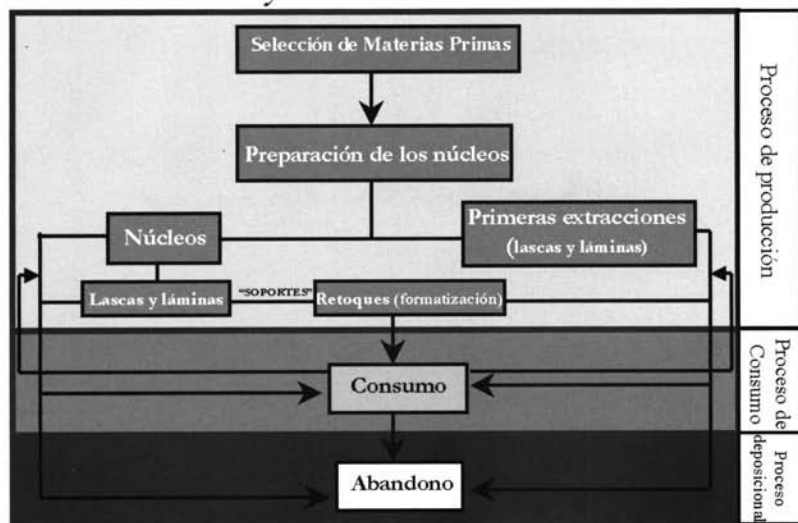 Selección de Materias Primas
Preparación de los núcleos
Núcleos
Primeras extracciones
(lascas y láminas)
Lascas y láminas
"SOPORTES"
Retoques (formatización)
Consumo
Abandono
Proceso de producción
Proceso de
Consumo
Proceso
deposicional